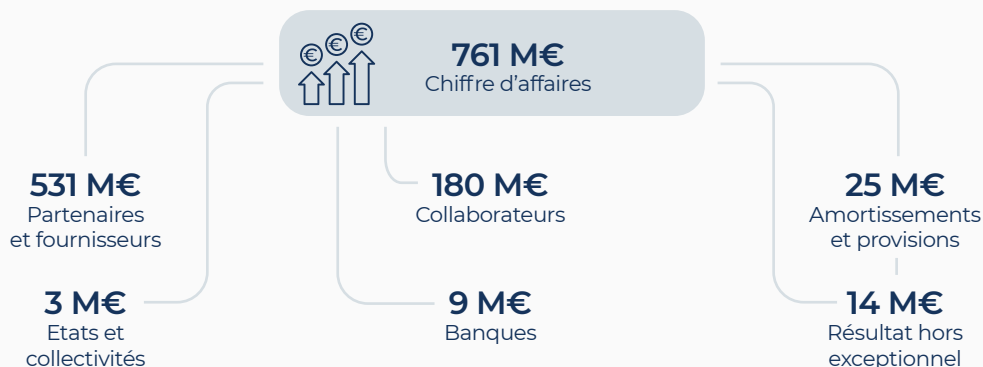 € € €
761 M€
Chiffre d'affaires
531 M€
Partenaires
et fournisseurs
180 M€
Collaborateurs
25 M€
Amortissements
et provisions
3 M€
Etats et
collectivités
9 M€
Banques
14 M€
Résultat hors
exceptionnel